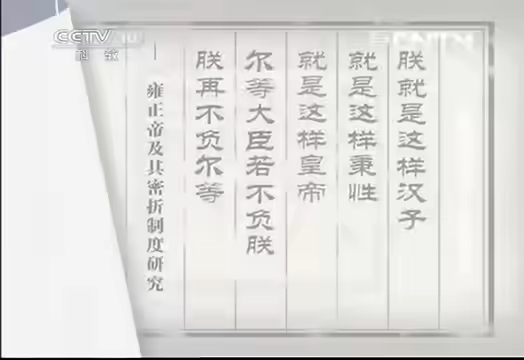 CCTV 10
科教
朕就是这样汉子
就是这样秉性
就是这样皇帝
尔等大臣若不负朕
朕再不负尔等
— 雍正帝及其密折制度研究